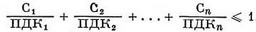 C₁/ПДК₁ + C₂/ПДК₂ + . . . + Cₙ/ПДКₙ ⩽ 1